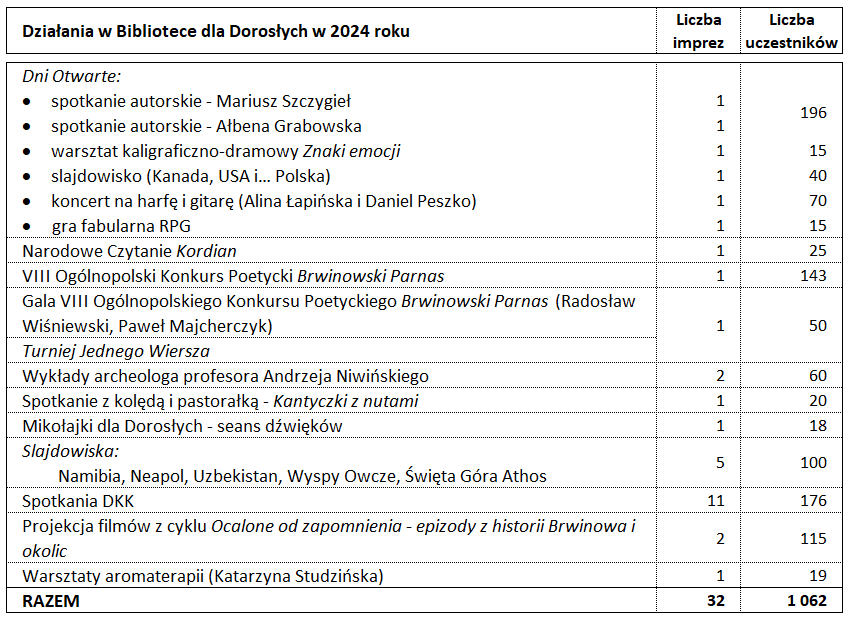 Działania w Bibliotece dla Dorosłych w 2024 roku Liczba imprez Liczba uczestników
Dni Otwarte:
• spotkanie autorskie - Mariusz Szczygieł 1
196
• spotkanie autorskie - Ałbena Grabowska 1
• warsztat kaligraficzno-dramowy Znaki emocji 1 15
• slajdowisko (Kanada, USA i... Polska) 1 40
• koncert na harfę i gitarę (Alina Łapińska i Daniel Peszko) 1 70
• gra fabularna RPG 1 15
Narodowe Czytanie Kordian 1 25
VIII Ogólnopolski Konkurs Poetycki Brwinowski Parnas 1 143
Gala VIII Ogólnopolskiego Konkursu Poetyckiego Brwinowski Parnas (Radosław
Wiśniewski, Paweł Majcherczyk) 1 50
Turniej Jednego Wiersza
Wykłady archeologa profesora Andrzeja Niwińskiego 2 60
Spotkanie z kolędą i pastorałką - Kantyczki z nutami 1 20
Mikołajki dla Dorosłych - seans dźwięków 1 18
Slajdowiska:
5 100
Namibia, Neapol, Uzbekistan, Wyspy Owcze, Święta Góra Athos
Spotkania DKK 11 176
Projekcja filmów z cyklu Ocalone od zapomnienia - epizody z historii Brwinowa i
okolic
2 115
Warsztaty aromaterapii (Katarzyna Studzińska) 1 19
RAZEM 32 1 062